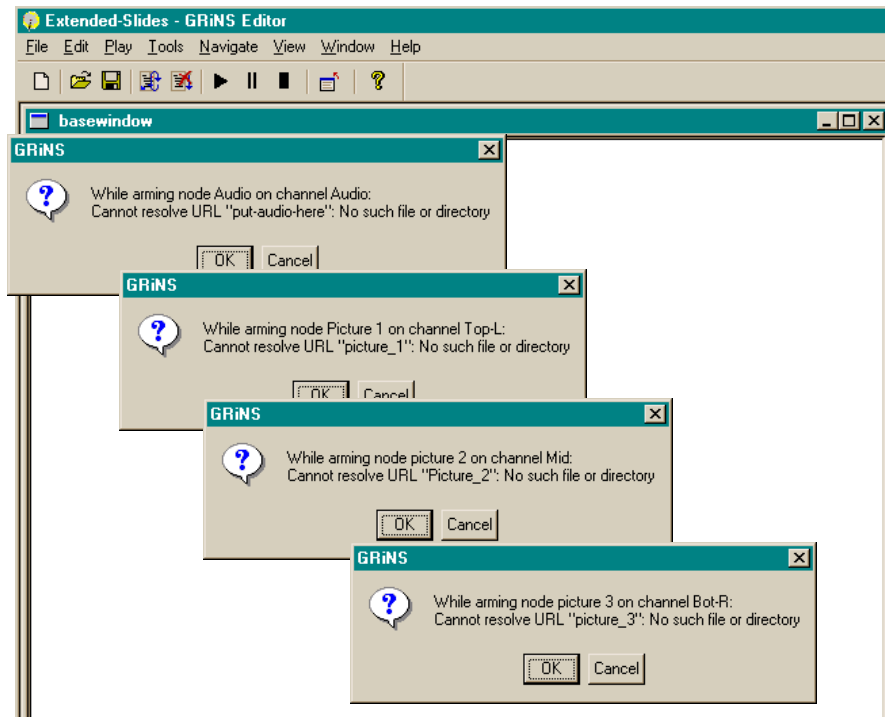 Extended-Slides - GRiNS Editor
File Edit Play Tools Navigate View Window Help
basewindow
GRiNS
While arming node Audio on channel Audio:
Cannot resolve URL "put-audio-here": No such file or directory
OK Cancel
GRiNS
While arming node Picture 1 on channel Top-L:
Cannot resolve URL "picture_1": No such file or directory
OK Cancel
GRiNS
While arming node picture 2 on channel Mid:
Cannot resolve URL "Picture_2": No such file or directory
OK Cancel
GRiNS
While arming node picture 3 on channel Bot-R:
Cannot resolve URL "picture_3": No such file or directory
OK Cancel